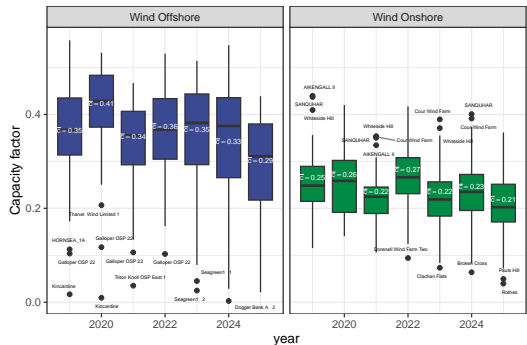 Wind Offshore
Wind Onshore
Capacity factor
0.4
0.2
0.0
c̅ = 0.35
c̅ = 0.41
c̅ = 0.34
c̅ = 0.36
c̅ = 0.35
c̅ = 0.33
c̅ = 0.29
Thanet Wind Limited 1
HORNSEA_1A
Galloper OSP 22
Galloper OSP 22
Galloper OSP 22
Galloper OSP 22
Kincardine
Kincardine
Triton Knoll OSP East 1
Seagreen1 1
Seagreen1 2
Dogger Bank A 2
AIKENGALL II
SANQUHAR
Whiteside Hill
Whiteside Hill
SANQUHAR
Cour Wind Farm
AIKENGALL II
Cour Wind Farm
Whiteside Hill
SANQUHAR
Cour Wind Farm
c̅ = 0.25
c̅ = 0.26
c̅ = 0.22
c̅ = 0.27
c̅ = 0.22
c̅ = 0.23
c̅ = 0.21
Dorenell Wind Farm Two
Clachan Flats
Broken Cross
Pauls Hill
Rothes
2020
2022
2024
2020
2022
2024
year